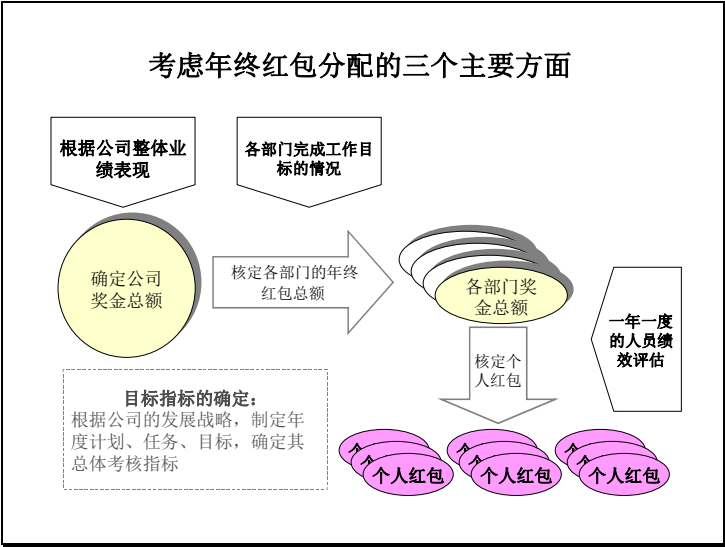 考虑年终红包分配的三个主要方面
根据公司整体业
绩表现
各部门完成工作目
标的情况
确定公司
奖金总额
核定各部门的年终
红包总额
各部门奖
金总额
一年一度
的人员绩
效评估
核定个
人红包
目标指标的确定：
根据公司的发展战略，制定年
度计划、任务、目标，确定其
总体考核指标
个人红包
个人红包
个人红包